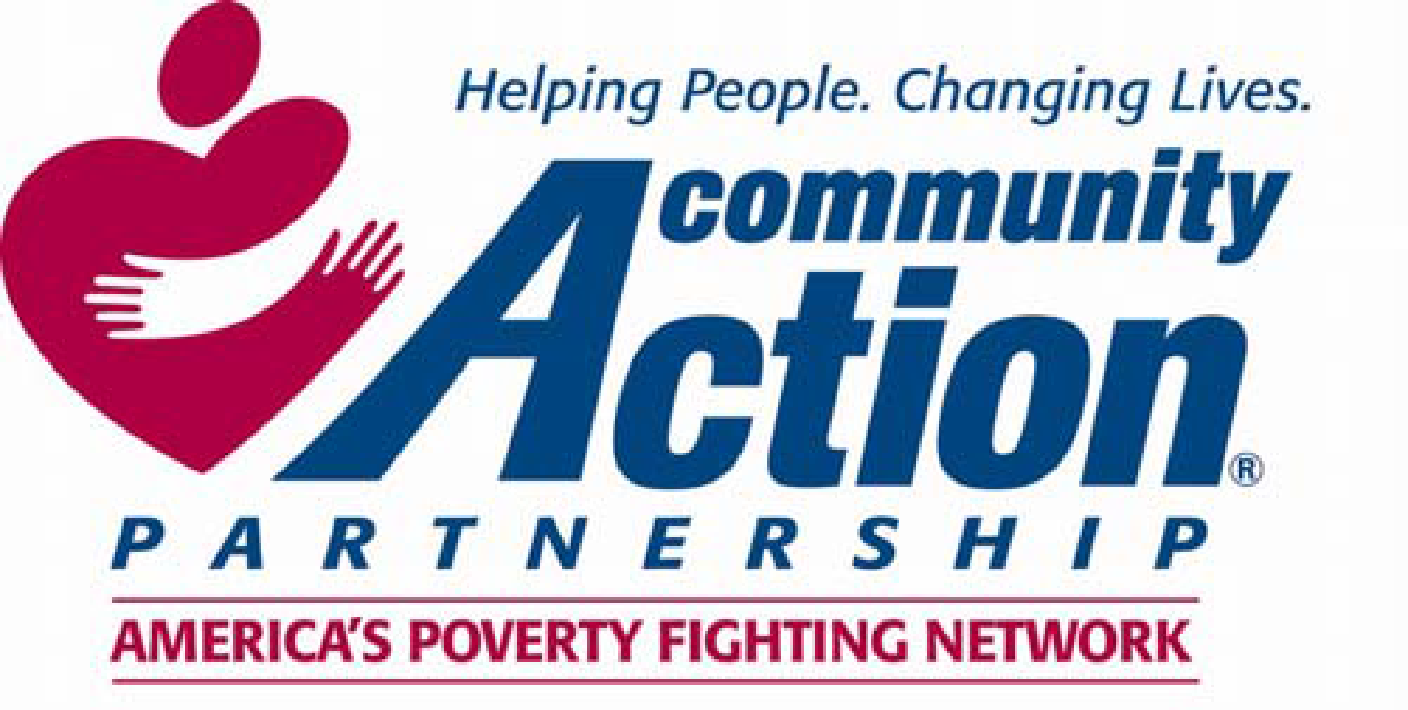 Helping People. Changing Lives.
community
Action®
PARTNERSHIP
AMERICA'S POVERTY FIGHTING NETWORK